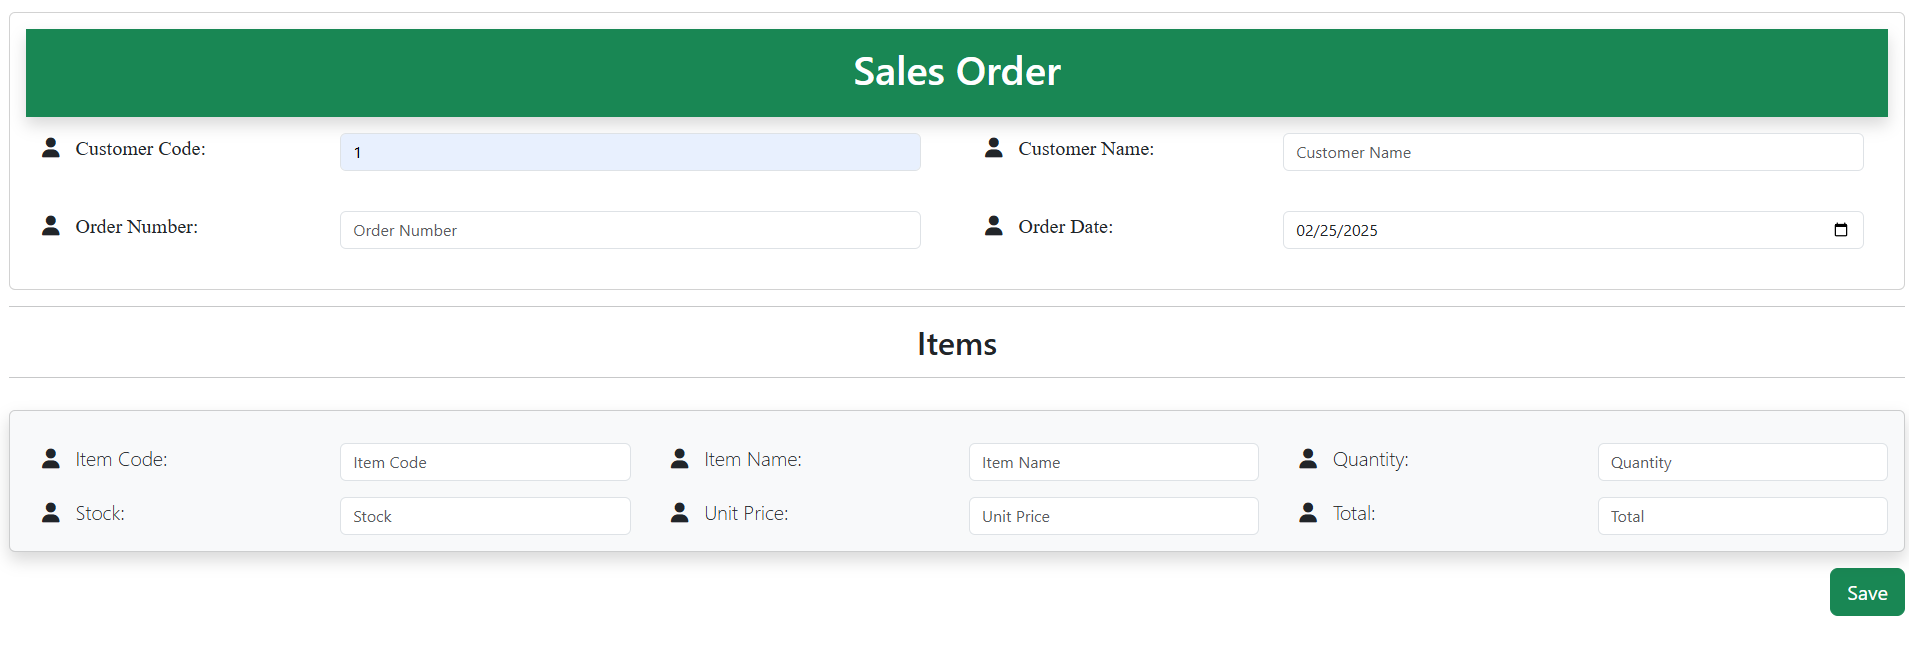 Sales Order
Customer Code: 1 Customer Name: Customer Name
Order Number: Order Number Order Date: 02/25/2025
Items
Item Code: Item Code Item Name: Item Name Quantity: Quantity
Stock: Stock Unit Price: Unit Price Total: Total
Save